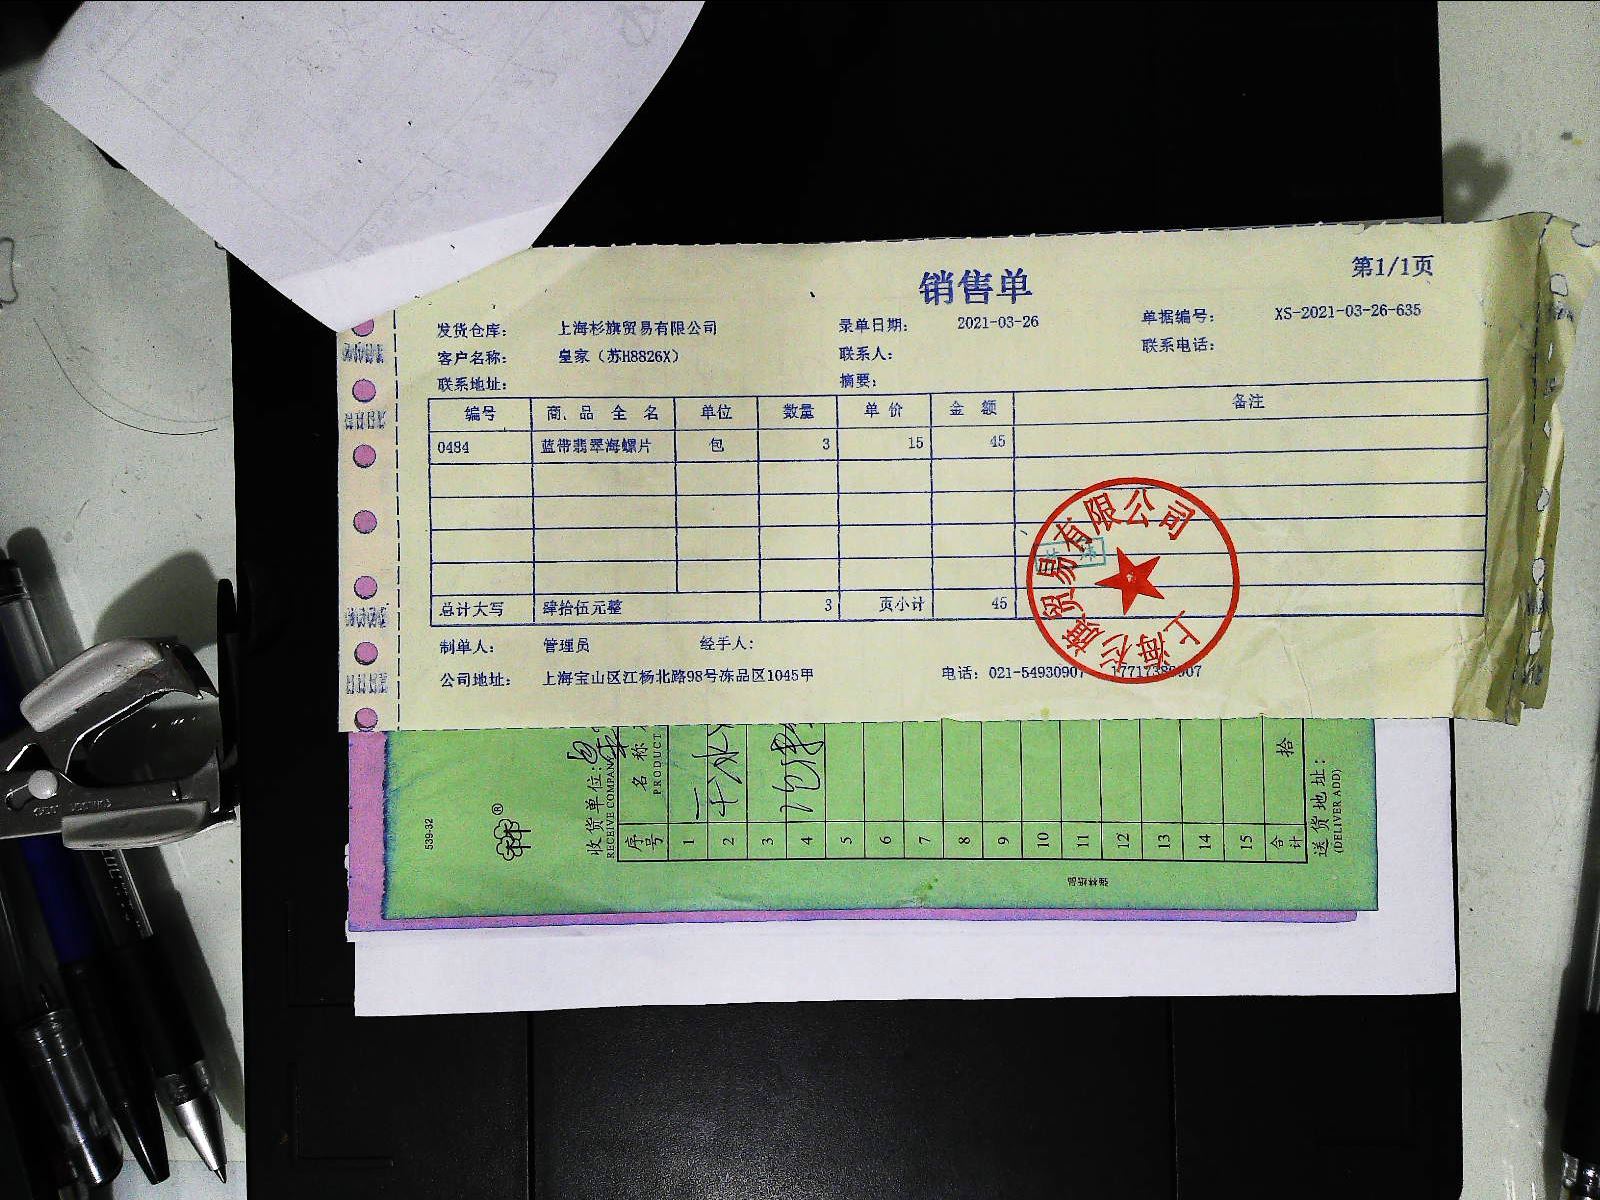 销售单
第1/1页
发货仓库: 上海杉旗贸易有限公司 录单日期: 2021-03-26 单据编号: XS-2021-03-26-635
客户名称: 皇家（苏H8826X） 联系人: 联系电话:
联系地址: 摘要:
编号 商 品 全 名 单位 数量 单 价 金 额 备注
0484 蓝带翡翠海螺片 包 3 15 45
总计大写 肆拾伍元整 3 页小计 45
制单人: 管理员 经手人:
公司地址: 上海宝山区江杨北路98号冻品区1045甲 电话: 021-54930907
上海杉旗贸易有限公司
539-32
收货单位:
RECEIVE COMPANY
序号 名称
PRODUCT
1
2
3
4
5
6
7
8
9
10
11
12
13
14
15
合计 拾
送货地址:
(DELIVER ADD)